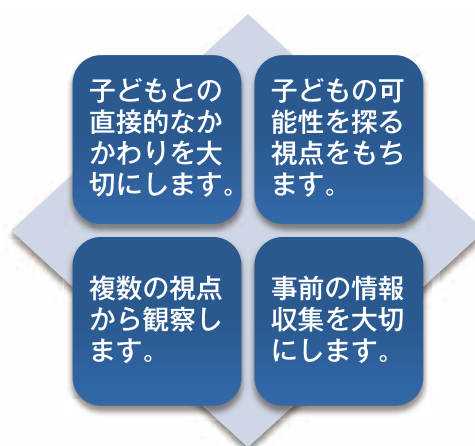 子どもとの
直接的なか
かわりを大
切にします。
子どもの可
能性を探る
視点をもち
ます。
複数の視点
から観察し
ます。
事前の情報
収集を大切
にします。